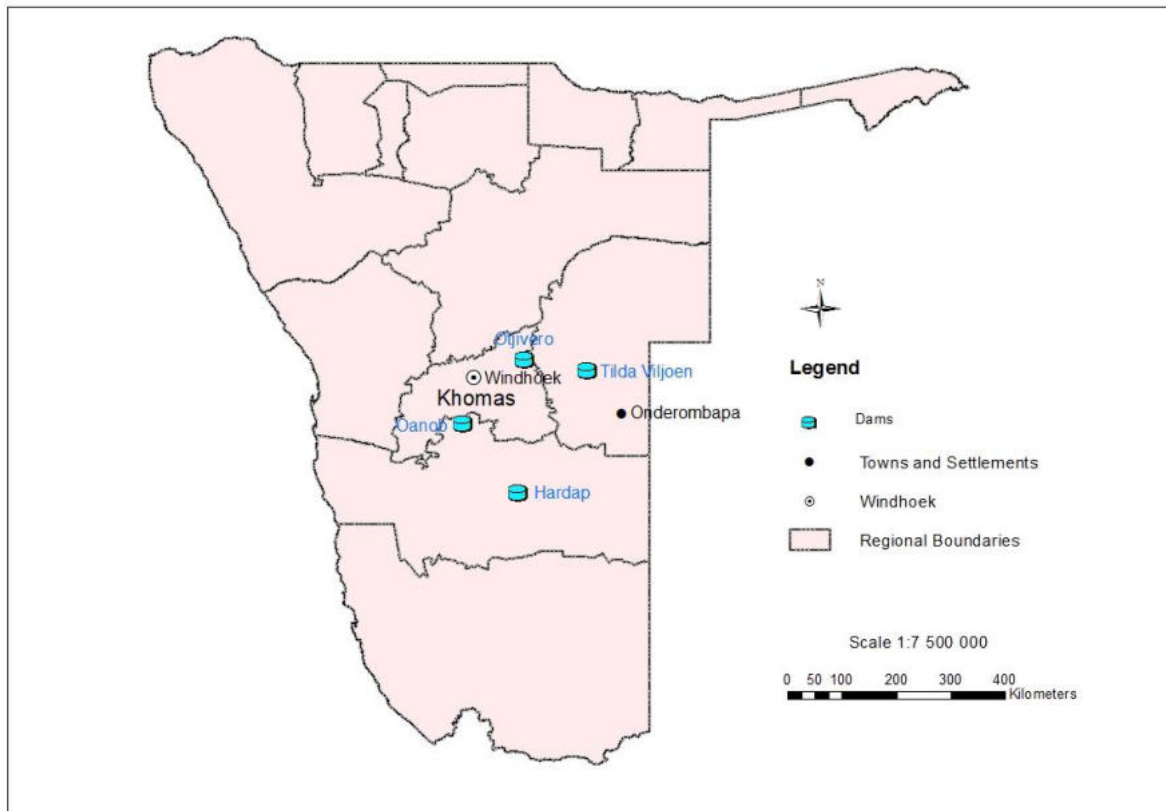 Otjivero
Tilda Viljoen
Windhoek
Khomas
Onderombapa
Oanob
Hardap
N
Legend
Dams
Towns and Settlements
Windhoek
Regional Boundaries
Scale 1:7 500 000
0 50 100 200 300 400
Kilometers